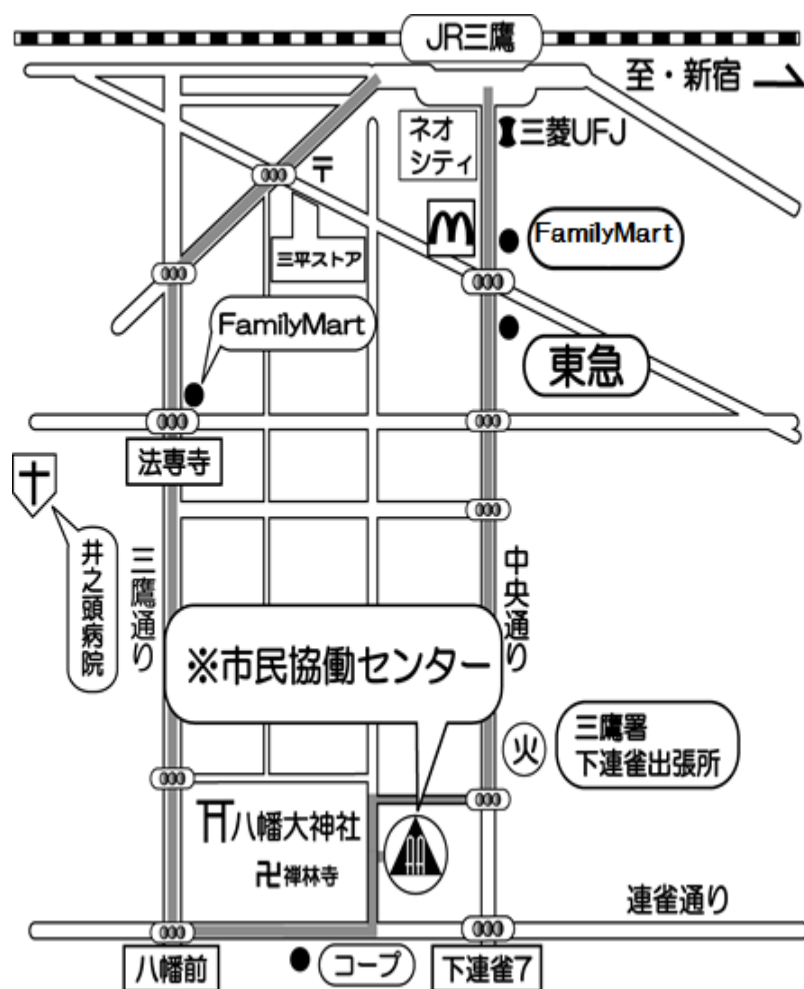 JR三鷹
至・新宿
ネオ
シティ
三菱UFJ
〒
三平ストア
FamilyMart
FamilyMart
東急
法専寺
井之頭病院
三鷹通り
中央通り
※市民協働センター
火
三鷹署
下連雀出張所
八幡大神社
卍禅林寺
連雀通り
八幡前
コープ
下連雀7